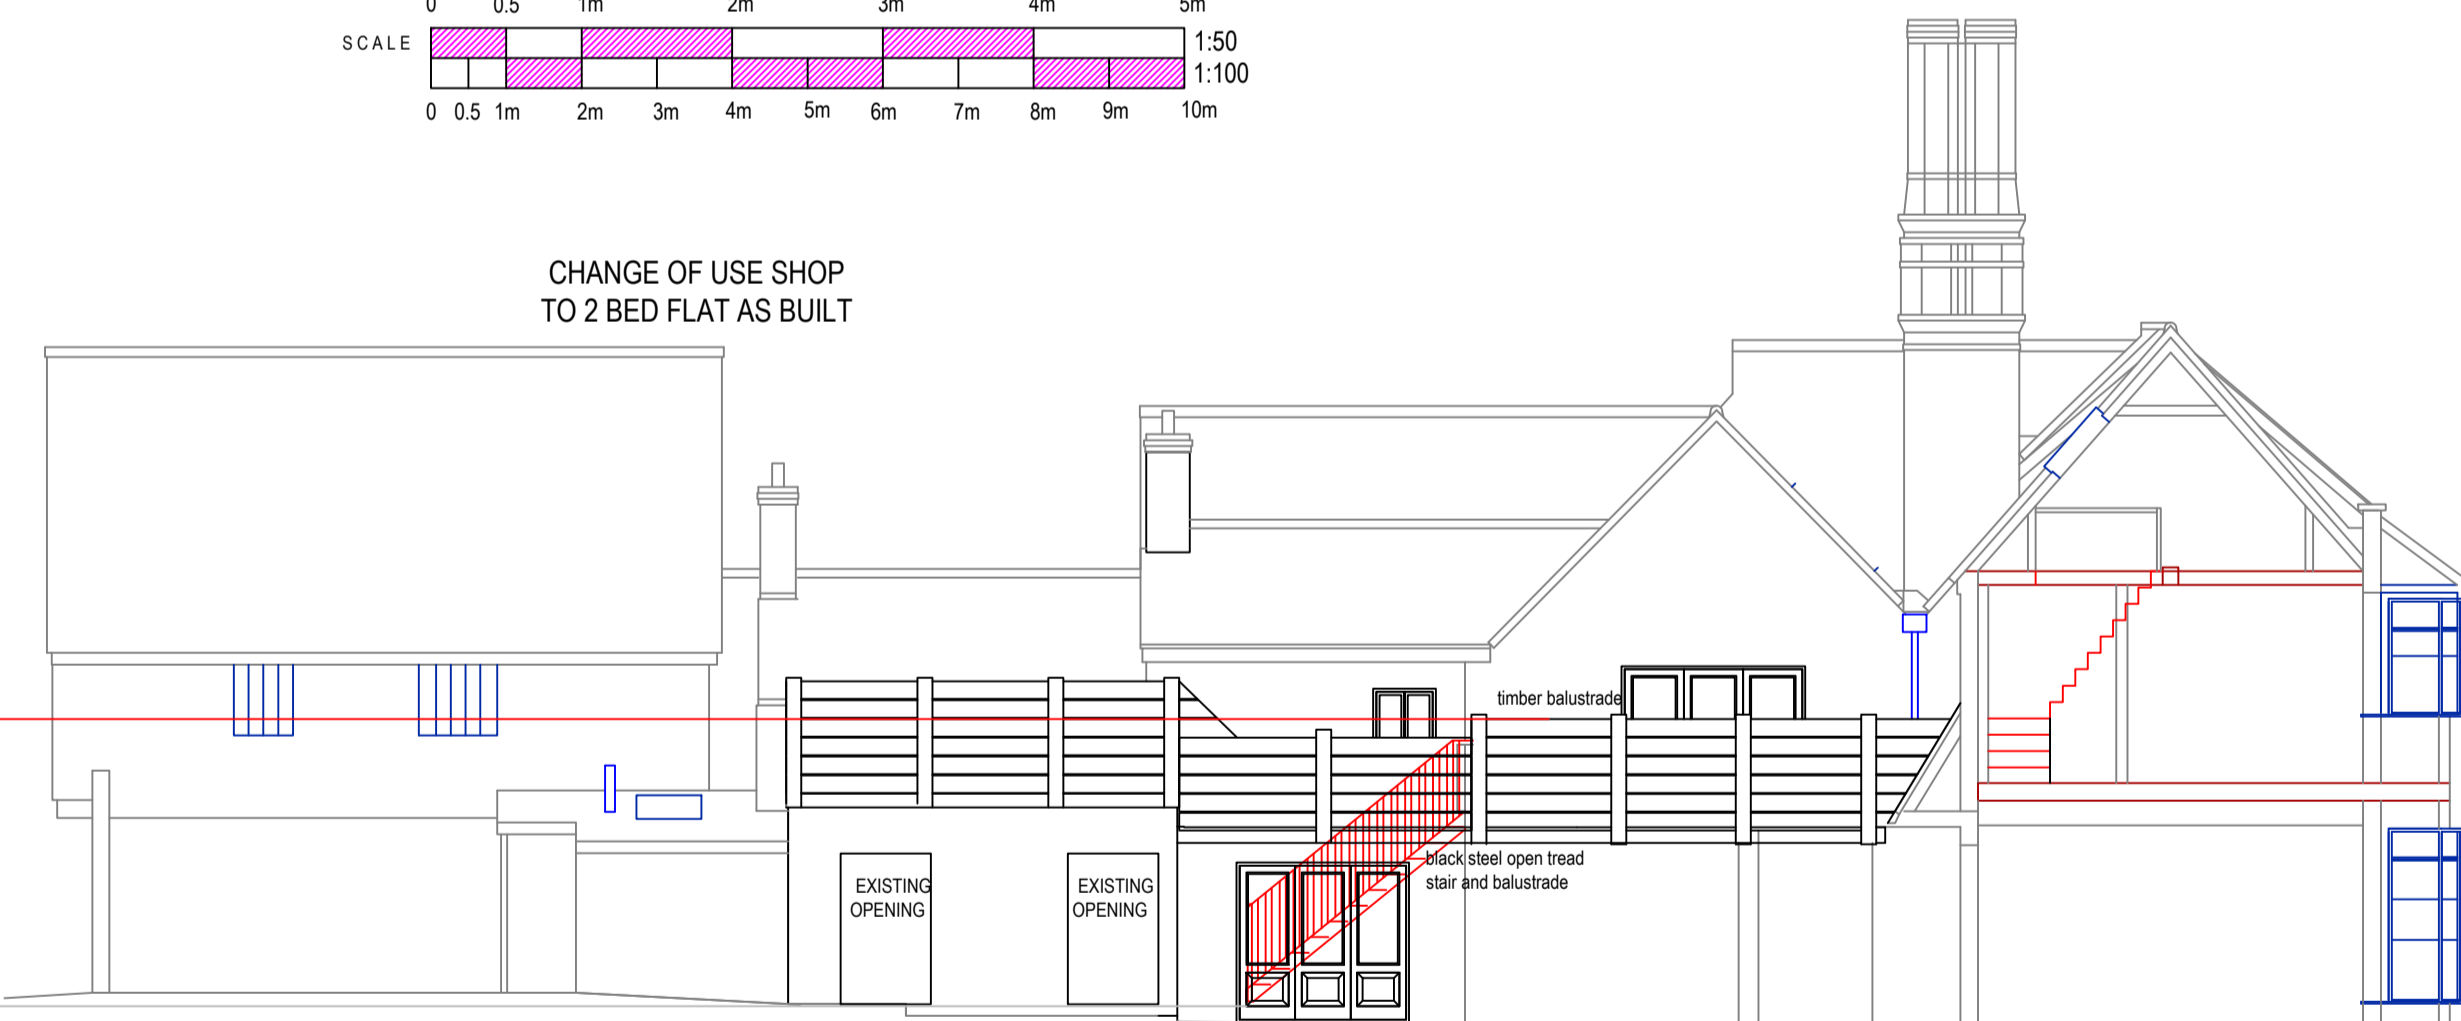 0 0.5 1m 2m 3m 4m 5m
SCALE 1:50
1:100
0 0.5 1m 2m 3m 4m 5m 6m 7m 8m 9m 10m
CHANGE OF USE SHOP
TO 2 BED FLAT AS BUILT
timber balustrade
black steel open tread
stair and balustrade
EXISTING
OPENING
EXISTING
OPENING